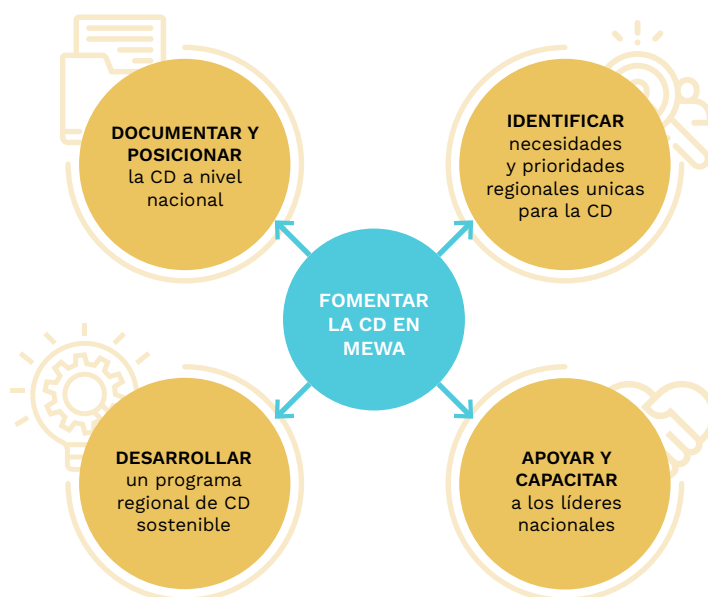 DOCUMENTAR Y
POSICIONAR
la CD a nivel
nacional
IDENTIFICAR
necesidades
y prioridades
regionales unicas
para la CD
FOMENTAR
LA CD EN
MEWA
DESARROLLAR
un programa
regional de CD
sostenible
APOYAR Y
CAPACITAR
a los líderes
nacionales